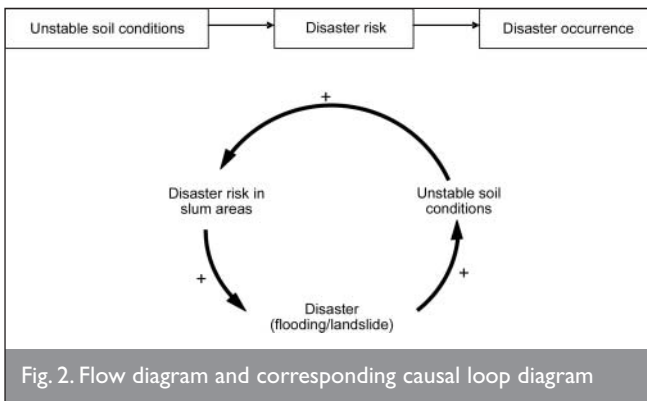 Unstable soil conditions
Disaster risk
Disaster occurrence
+
Disaster risk in
slum areas
Unstable soil
conditions
+
+
Disaster
(flooding/landslide)
Fig. 2. Flow diagram and corresponding causal loop diagram